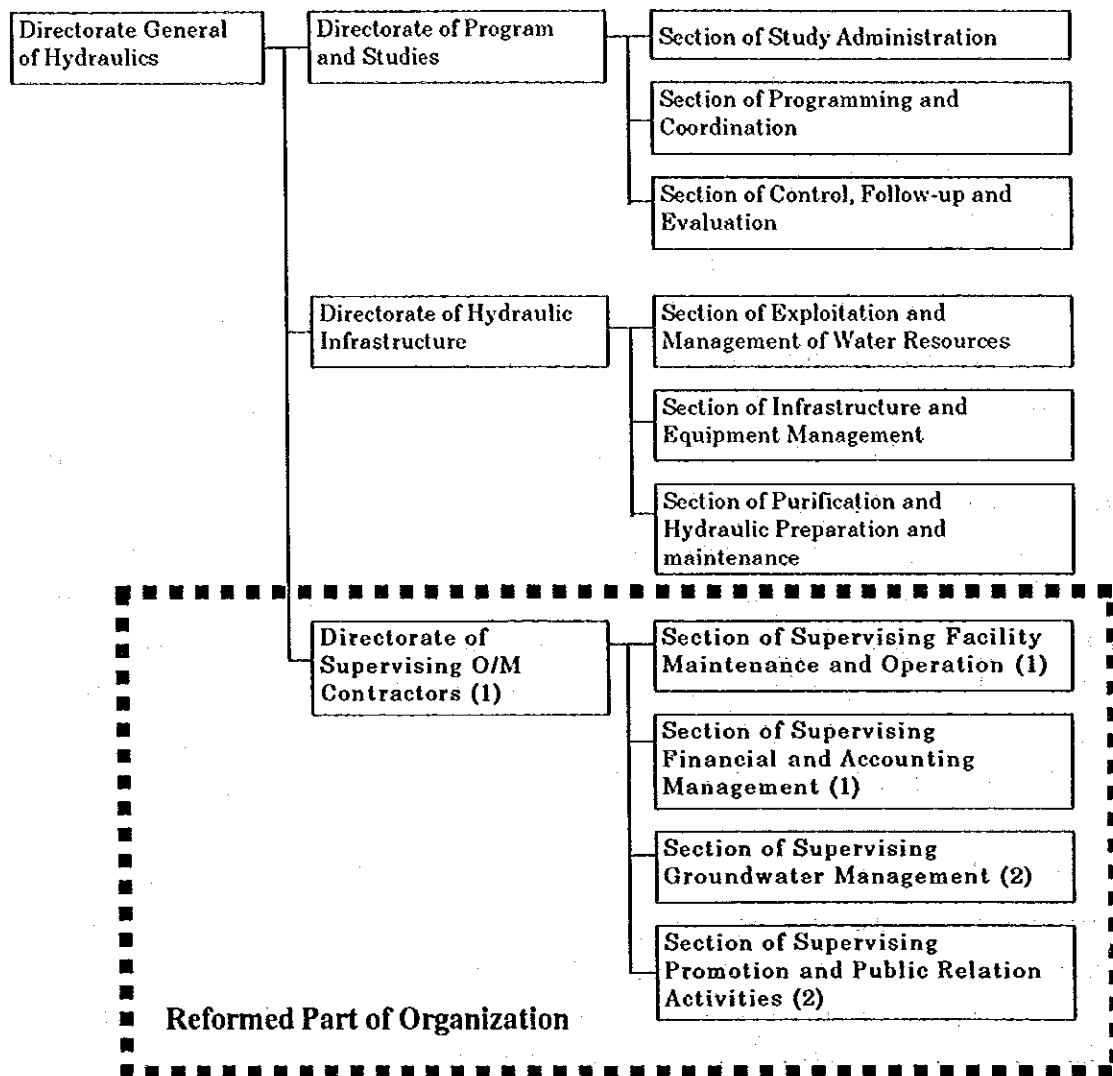 Directorate General
of Hydraulics
Directorate of Program
and Studies
Section of Study Administration
Section of Programming and
Coordination
Section of Control, Follow-up and
Evaluation
Directorate of Hydraulic
Infrastructure
Section of Exploitation and
Management of Water Resources
Section of Infrastructure and
Equipment Management
Section of Purification and
Hydraulic Preparation and
maintenance
Directorate of
Supervising O/M
Contractors (1)
Section of Supervising Facility
Maintenance and Operation (1)
Section of Supervising
Financial and Accounting
Management (1)
Section of Supervising
Groundwater Management (2)
Section of Supervising
Promotion and Public Relation
Activities (2)
Reformed Part of Organization